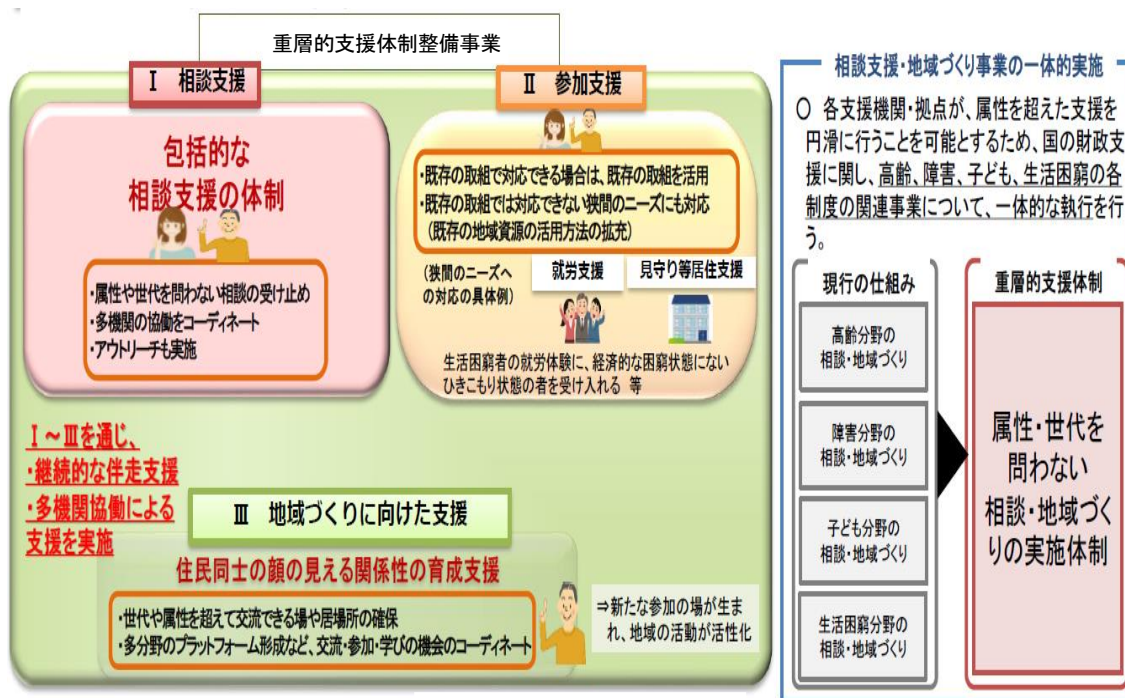 重層的支援体制整備事業
Ⅰ 相談支援
包括的な
相談支援の体制
・属性や世代を問わない相談の受け止め
・多機関の協働をコーディネート
・アウトリーチも実施
Ⅱ 参加支援
・既存の取組で対応できる場合は、既存の取組を活用
・既存の取組では対応できない狭間のニーズにも対応
（既存の地域資源の活用方法の拡充）
（狭間のニーズへ
の対応の具体例）
就労支援
見守り等居住支援
生活困窮者の就労体験に、経済的な困窮状態にない
ひきこもり状態の者を受け入れる 等
Ⅰ～Ⅲを通じ、
・継続的な伴走支援
・多機関協働による
支援を実施
Ⅲ 地域づくりに向けた支援
住民同士の顔の見える関係性の育成支援
・世代や属性を超えて交流できる場や居場所の確保
・多分野のプラットフォーム形成など、交流・参加・学びの機会のコーディネート
⇒新たな参加の場が生ま
れ、地域の活動が活性化
相談支援・地域づくり事業の一体的実施
○ 各支援機関・拠点が、属性を超えた支援を
円滑に行うことを可能とするため、国の財政支
援に関し、高齢、障害、子ども、生活困窮の各
制度の関連事業について、一体的な執行を行
う。
現行の仕組み
高齢分野の
相談・地域づくり
障害分野の
相談・地域づくり
子ども分野の
相談・地域づくり
生活困窮分野の
相談・地域づくり
重層的支援体制
属性・世代を
問わない
相談・地域づく
りの実施体制